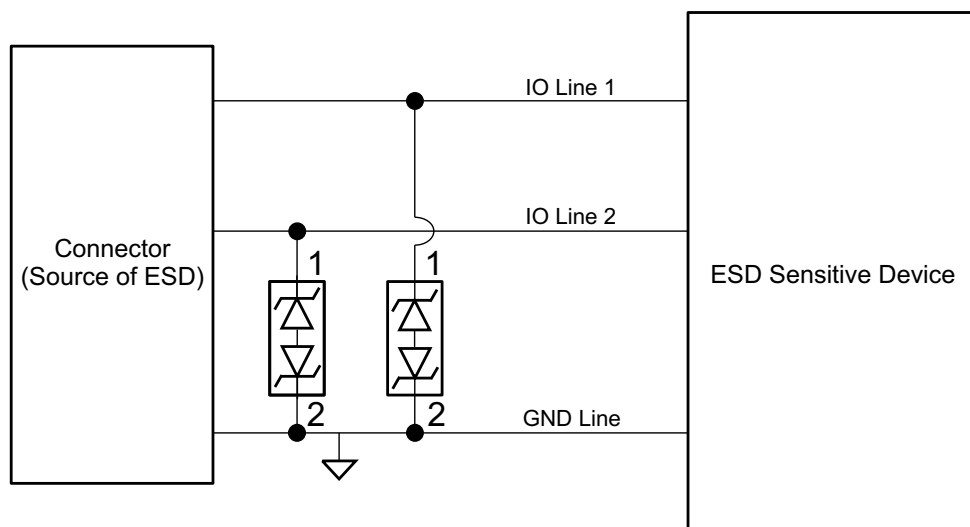 IO Line 1
IO Line 2
Connector
(Source of ESD)
1
1
ESD Sensitive Device
2
2
GND Line